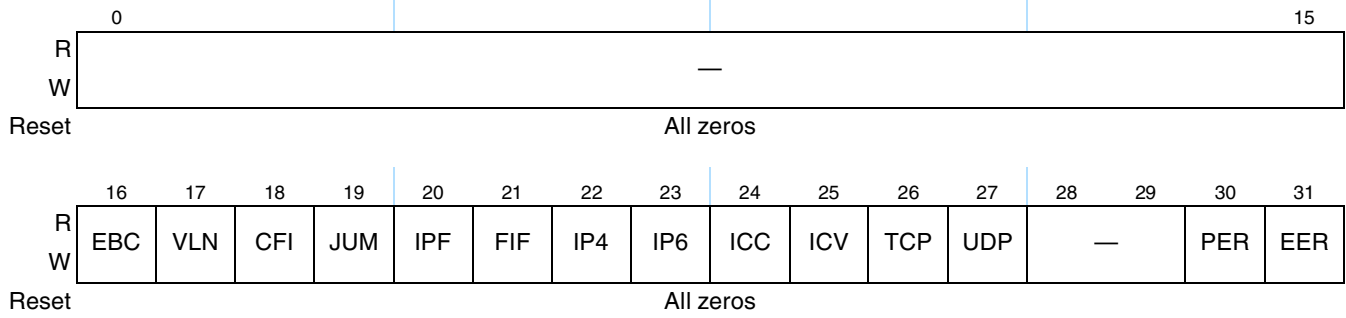 0 15
R
—
W
Reset All zeros
16 17 18 19 20 21 22 23 24 25 26 27 28 29 30 31
R
EBC VLN CFI JUM IPF FIF IP4 IP6 ICC ICV TCP UDP — PER EER
W
Reset All zeros